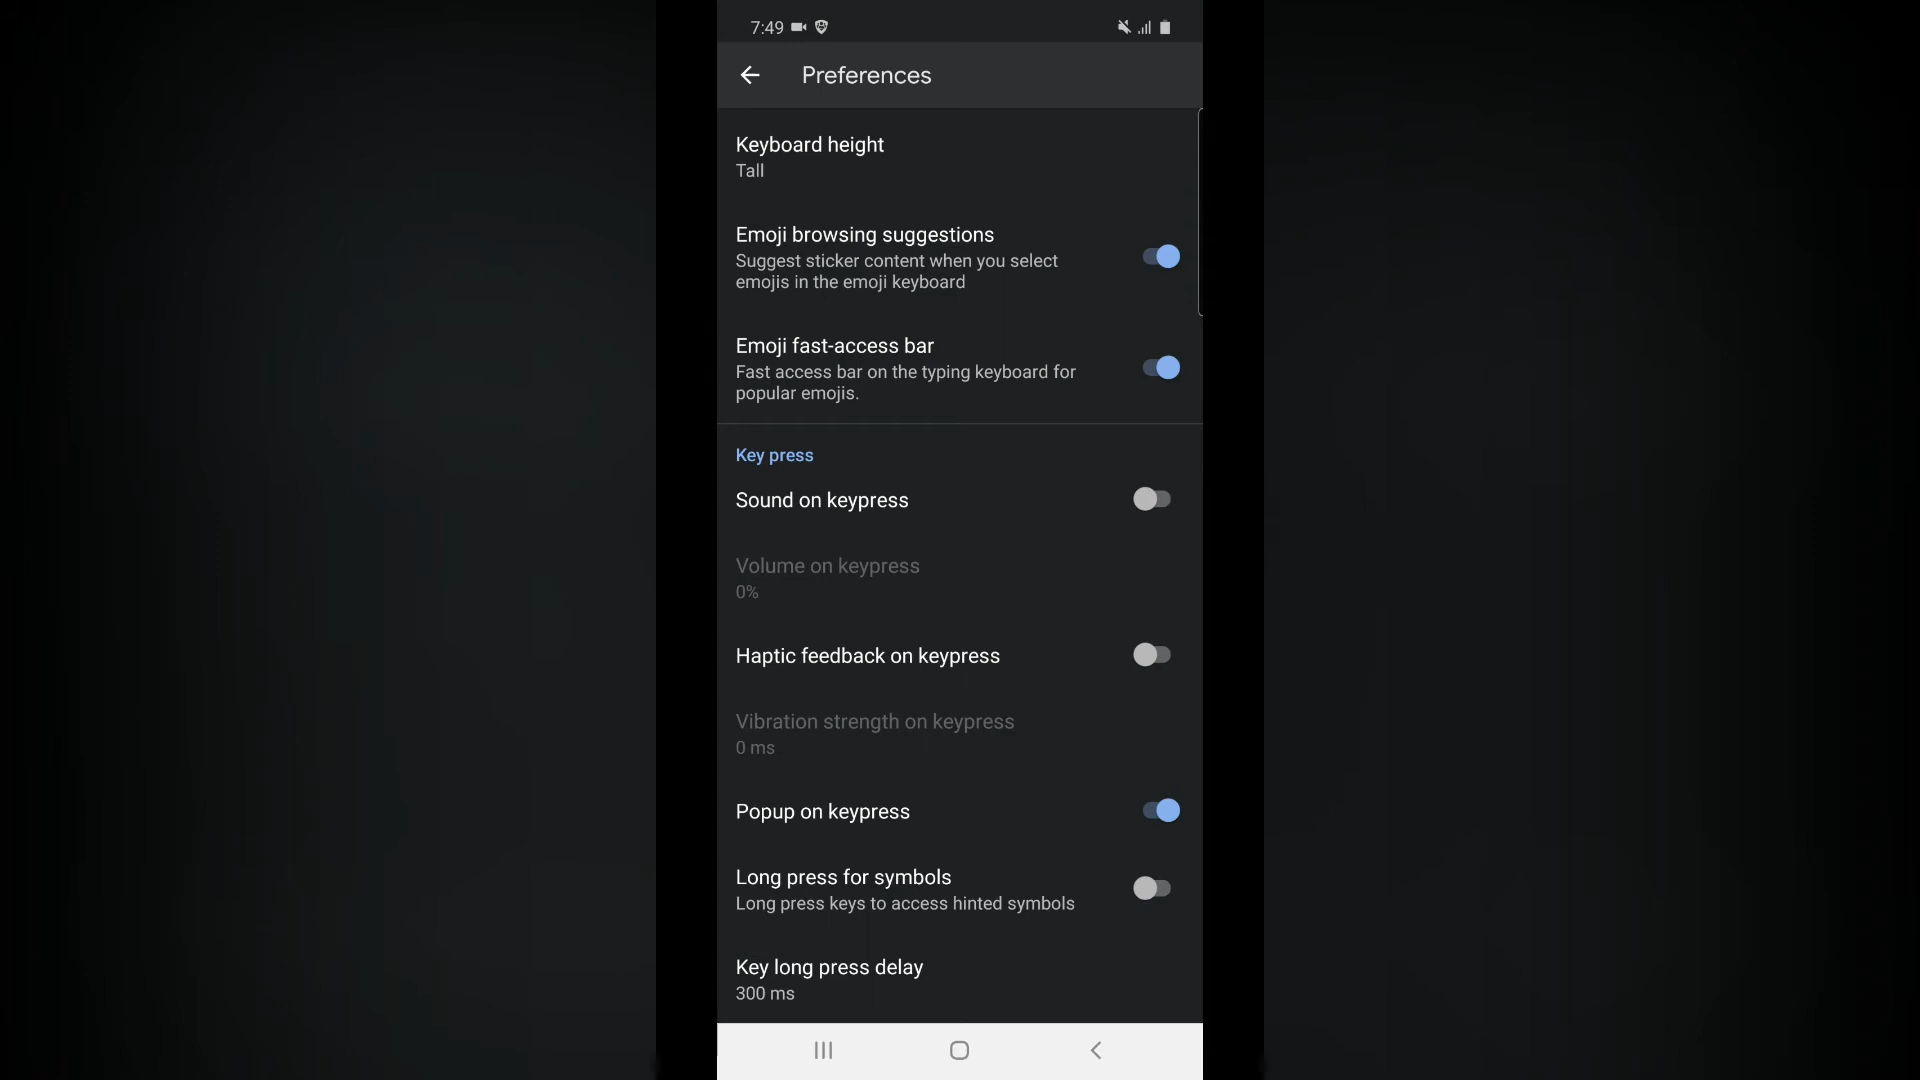 7:49
Preferences
Keyboard height
Tall
Emoji browsing suggestions
Suggest sticker content when you select
emojis in the emoji keyboard
Emoji fast-access bar
Fast access bar on the typing keyboard for
popular emojis.
Key press
Sound on keypress
Volume on keypress
0%
Haptic feedback on keypress
Vibration strength on keypress
0 ms
Popup on keypress
Long press for symbols
Long press keys to access hinted symbols
Key long press delay
300 ms